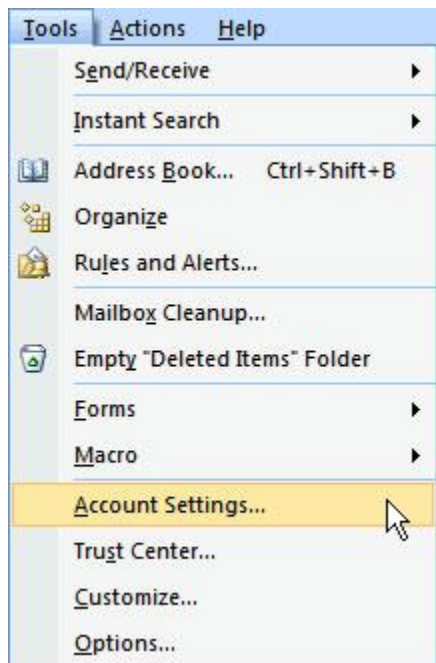 Tools Actions Help
Send/Receive
Instant Search
Address Book... Ctrl+Shift+B
Organize
Rules and Alerts...
Mailbox Cleanup...
Empty "Deleted Items" Folder
Forms
Macro
Account Settings...
Trust Center...
Customize...
Options...